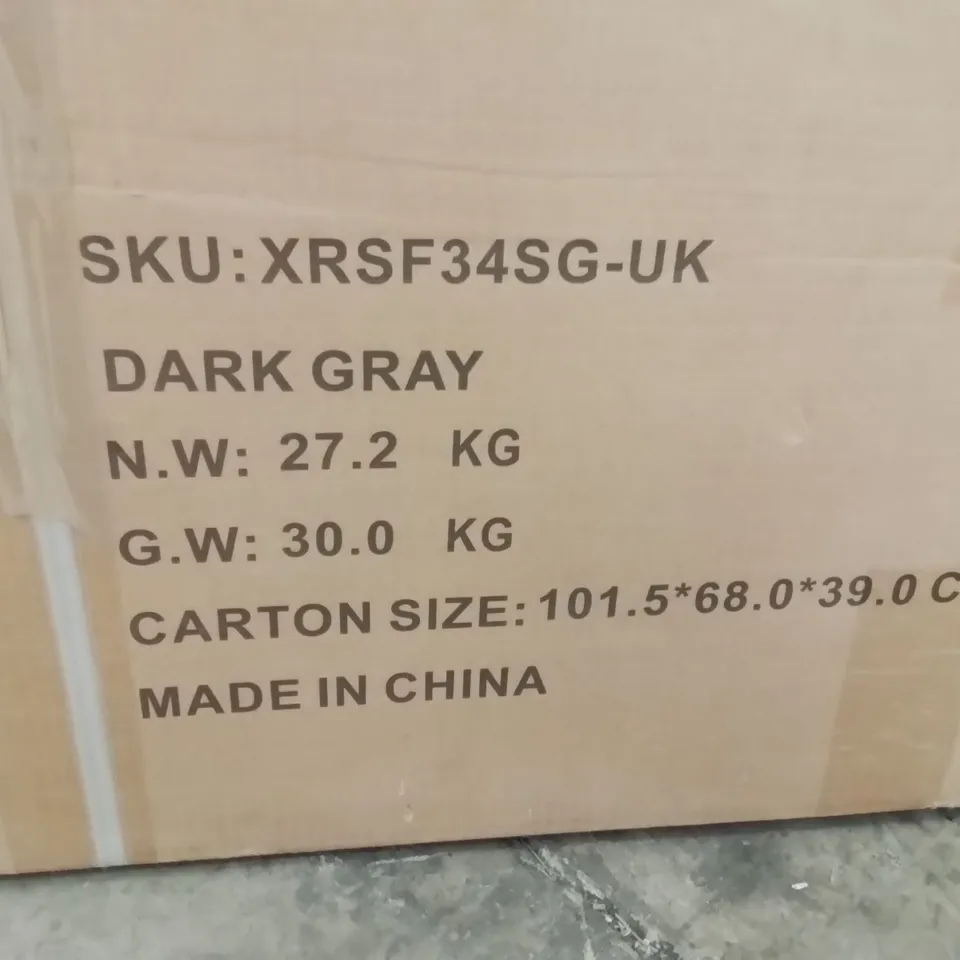 SKU: XRSF34SG-UK
DARK GRAY
N.W: 27.2 KG
G.W: 30.0 KG
CARTON SIZE: 101.5*68.0*39.0 C
MADE IN CHINA